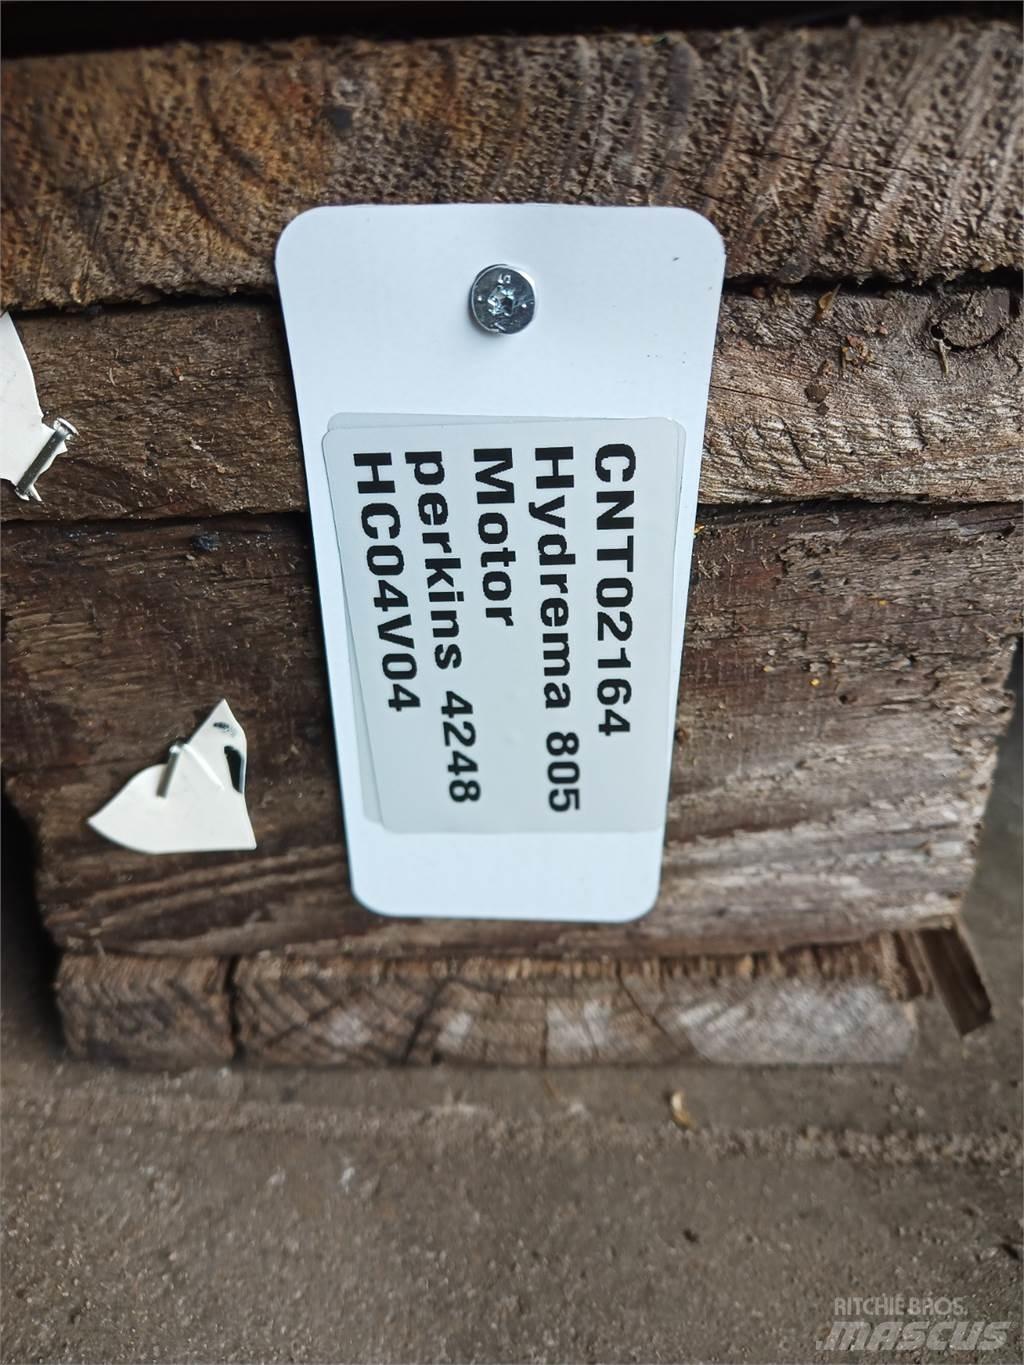 CNT02164
Hydrema 805
Motor
perkins 4248
HC04V04
RITCHIE BROS.
MASCUS